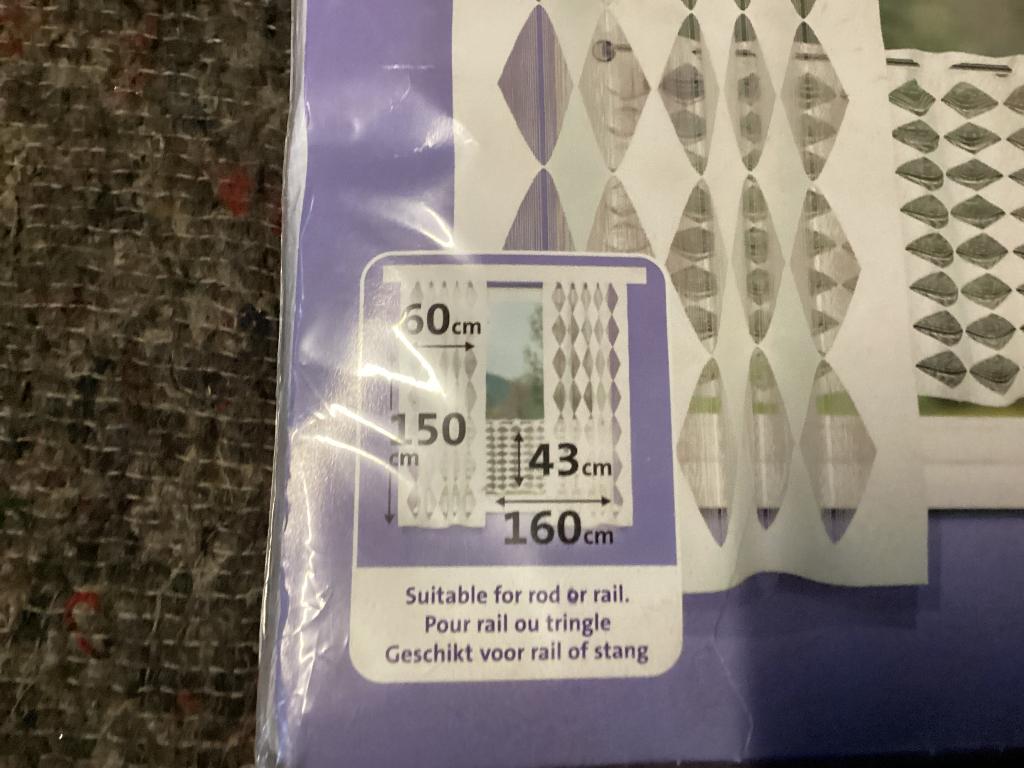 60cm
150
cm
43cm
160cm
Suitable for rod or rail.
Pour rail ou tringle
Geschikt voor rail of stang